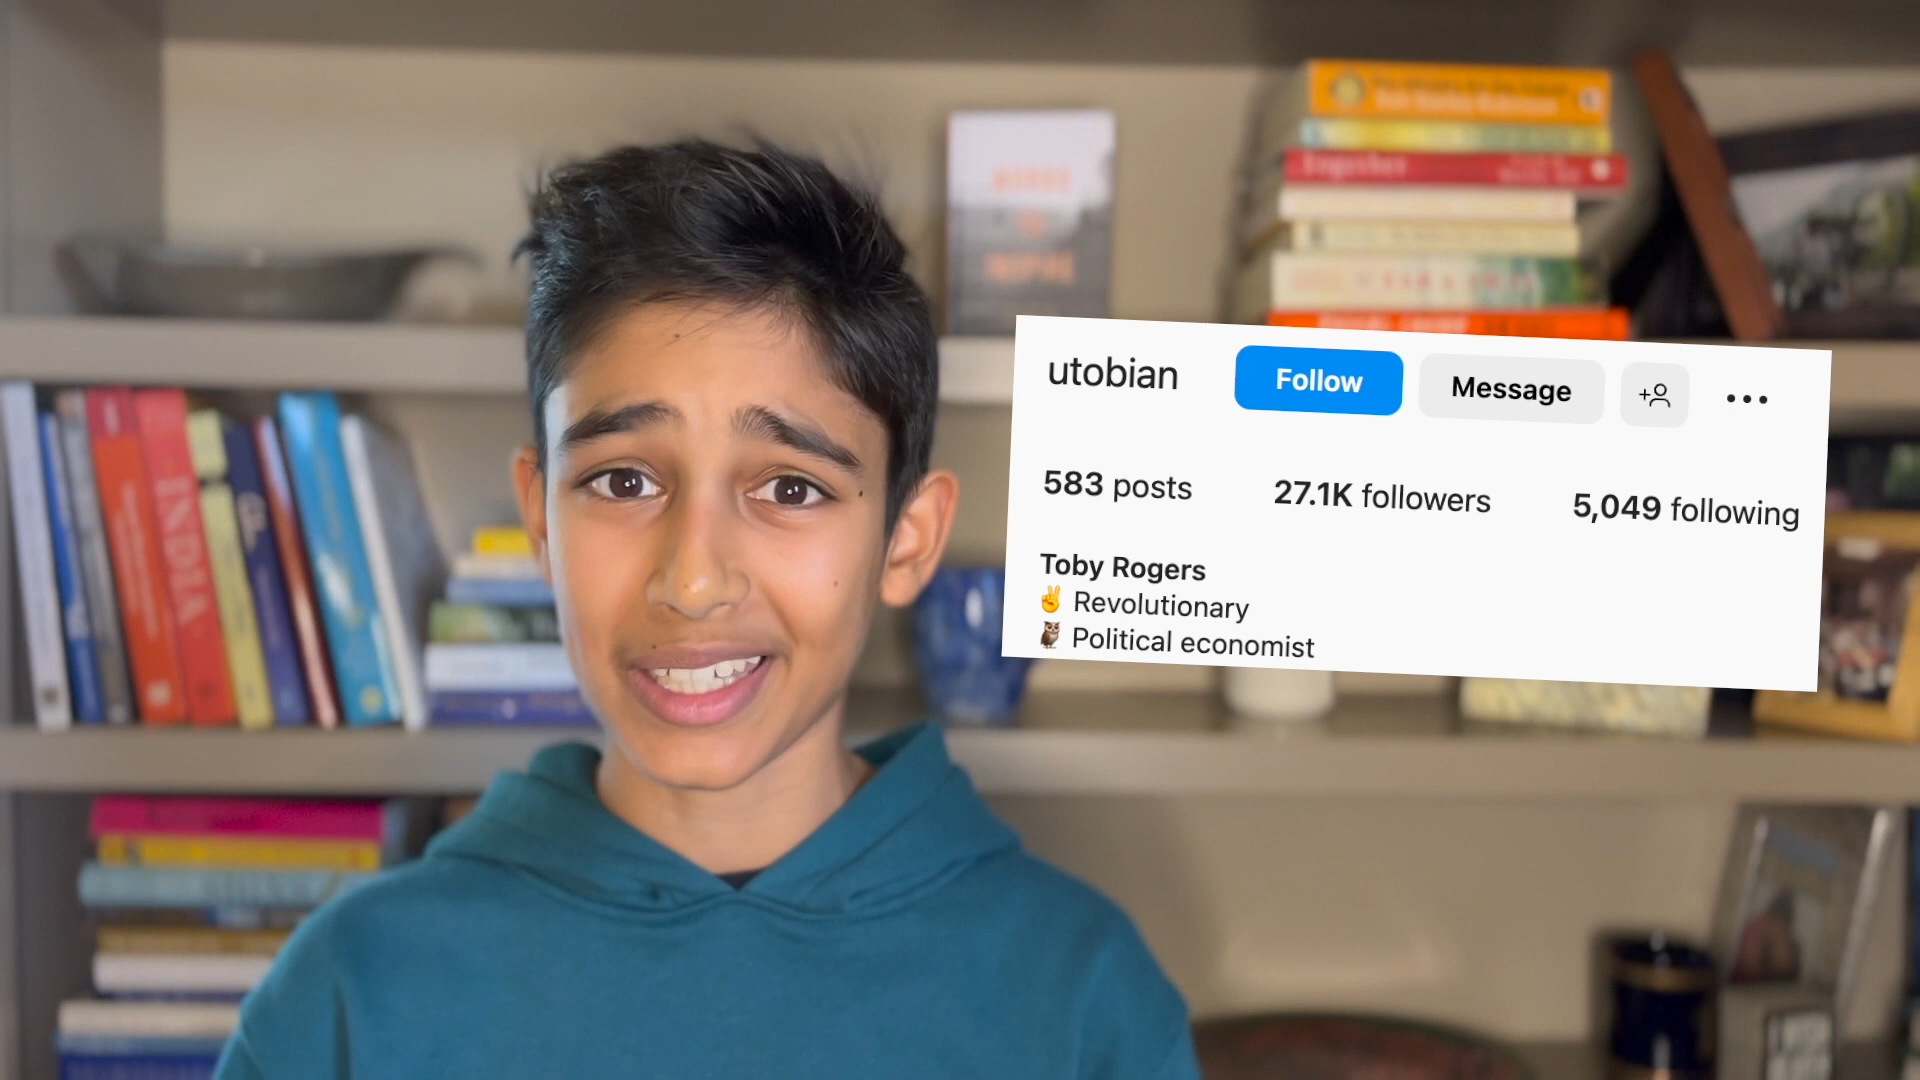 INDIA
utobian
Follow
Message
583 posts
27.1K followers
5,049 following
Toby Rogers
✌️ Revolutionary
🦉 Political economist